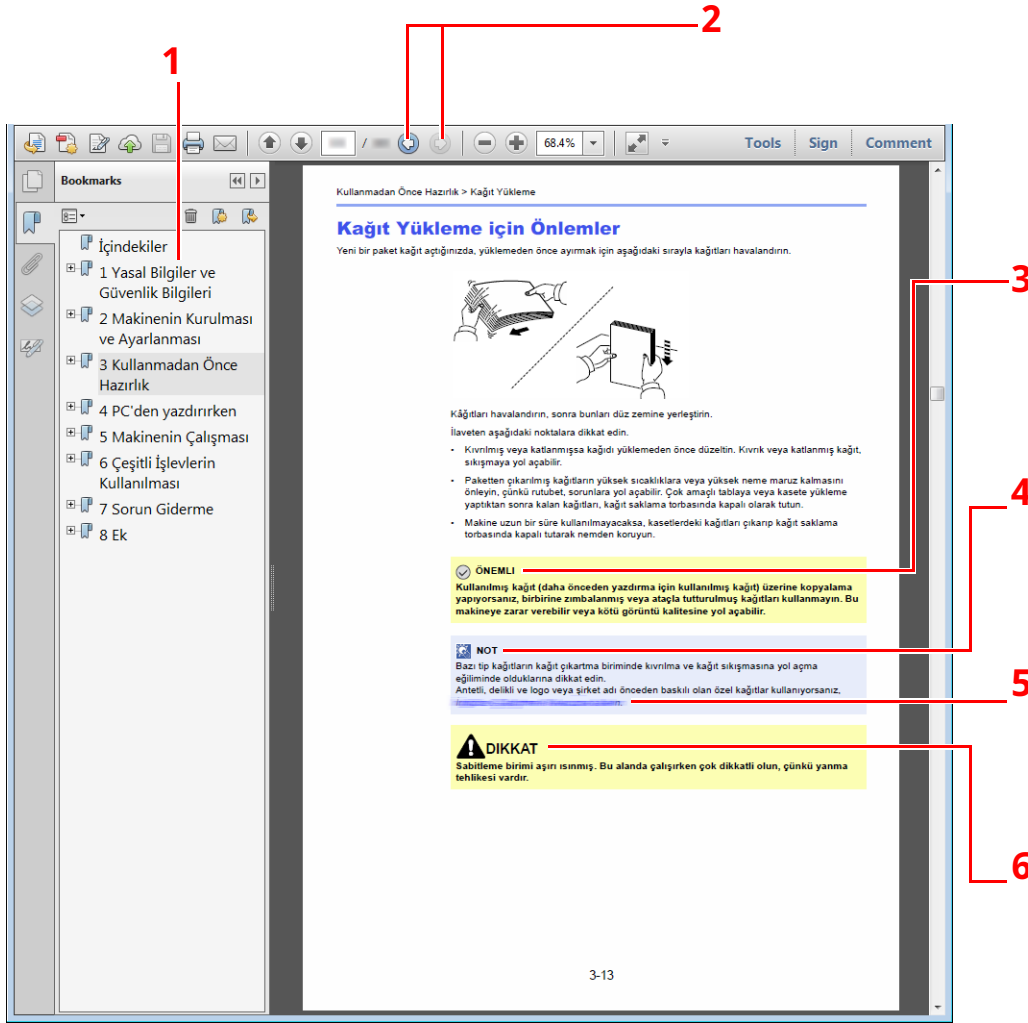 2
1
/
68.4%
Tools
Sign
Comment
Bookmarks
İçindekiler
1 Yasal Bilgiler ve
Güvenlik Bilgileri
2 Makinenin Kurulması
ve Ayarlanması
3 Kullanmadan Önce
Hazırlık
4 PC'den yazdırırken
5 Makinenin Çalışması
6 Çeşitli İşlevlerin
Kullanılması
7 Sorun Giderme
8 Ek
Kullanmadan Önce Hazırlık > Kağıt Yükleme
Kağıt Yükleme için Önlemler
Yeni bir paket kağıt açtığınızda, yüklemeden önce ayırmak için aşağıdaki sırayla kağıtları havalandırın.
3
Kâğıtları havalandırın, sonra bunları düz zemine yerleştirin.
İlaveten aşağıdaki noktalara dikkat edin.
• Kıvrılmış veya katlanmışsa kağıdı yüklemeden önce düzeltin. Kıvrık veya katlanmış kağıt,
sıkışmaya yol açabilir.
• Paketten çıkarılmış kağıtların yüksek sıcaklıklara veya yüksek neme maruz kalmasını
önleyin, çünkü rutubet, sorunlara yol açabilir. Çok amaçlı tablaya veya kasete yükleme
yaptıktan sonra kalan kağıtları, kağıt saklama torbasında kapalı olarak tutun.
• Makine uzun bir süre kullanılmayacaksa, kasetlerdeki kağıtları çıkarıp kağıt saklama
torbasında kapalı tutarak nemden koruyun.
4
ÖNEMLI
Kullanılmış kağıt (daha önceden yazdırma için kullanılmış kağıt) üzerine kopyalama
yapıyorsanız, birbirine zımbalanmış veya ataçla tutturulmuş kağıtları kullanmayın. Bu
makineye zarar verebilir veya kötü görüntü kalitesine yol açabilir.
NOT
Bazı tip kağıtların kağıt çıkartma biriminde kıvrılma ve kağıt sıkışmasına yol açma
eğiliminde olduklarına dikkat edin.
Antetli, delikli ve logo veya şirket adı önceden baskılı olan özel kağıtlar kullanıyorsanız,
5
DIKKAT
Sabitleme birimi aşırı ısınmış. Bu alanda çalışırken çok dikkatli olun, çünkü yanma
tehlikesi vardır.
6
3-13